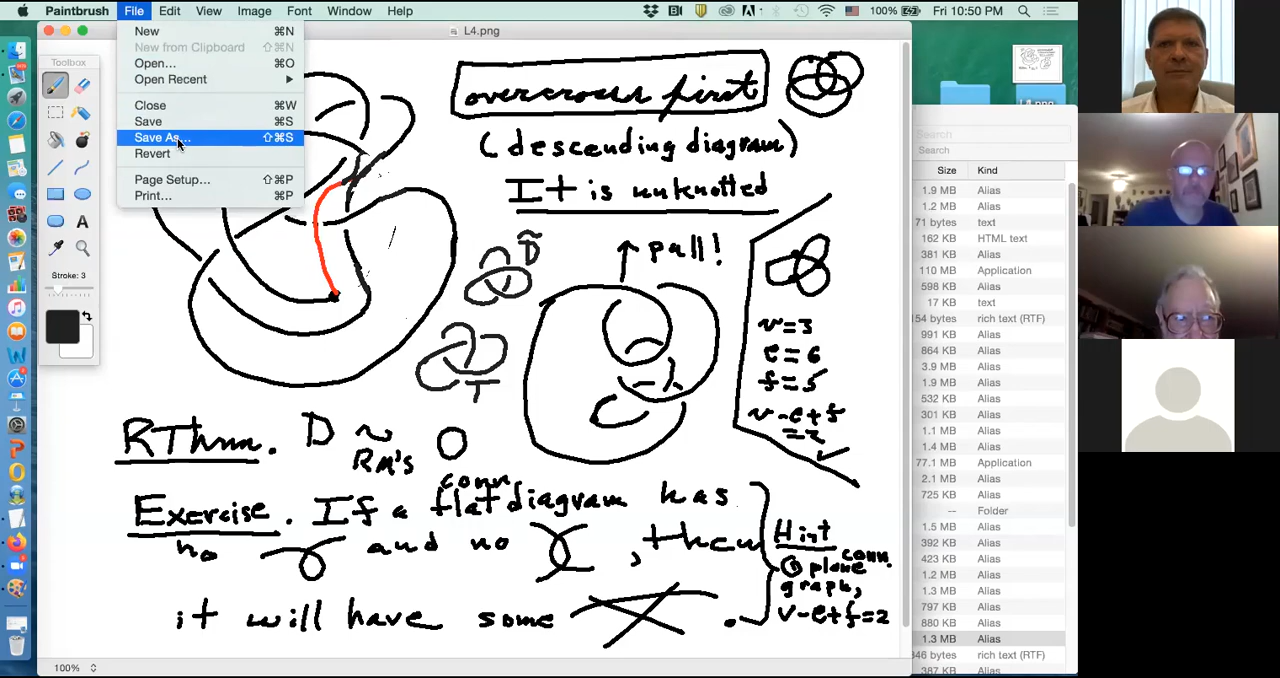 Paintbrush File Edit View Image Font Window Help 100% Fri 10:50 PM
L4.png
New ⌘N
New from Clipboard ⇧⌘N
Open... ⌘O
Open Recent
Close ⌘W
Save ⌘S
Save As... ⇧⌘S
Revert
Page Setup... ⇧⌘P
Print... ⌘P
Toolbox
A
Stroke: 3
overcross first
(descending diagram)
It is unknotted
↑ pull!
D̃
T
v=3
e=6
f=5
v-e+f
=2 ✓
RThm. D ~ O
RM's
conn
Exercise. If a flat diagram has
no and no , then
it will have some .
Hint
conn.
G plane
graph,
v-e+f=2
100%
L4.png
Search
Search
Size Kind
1.9 MB Alias
1.2 MB Alias
71 bytes text
162 KB HTML text
381 KB Alias
110 MB Application
598 KB Alias
17 KB text
154 bytes rich text (RTF)
991 KB Alias
864 KB Alias
3.9 MB Alias
1.9 MB Alias
532 KB Alias
301 KB Alias
1.1 MB Alias
1.4 MB Alias
77.1 MB Application
2.1 MB Alias
725 KB Alias
-- Folder
1.5 MB Alias
392 KB Alias
423 KB Alias
1.2 MB Alias
1.3 MB Alias
797 KB Alias
880 KB Alias
1.3 MB Alias
346 bytes rich text (RTF)
387 KB Alias